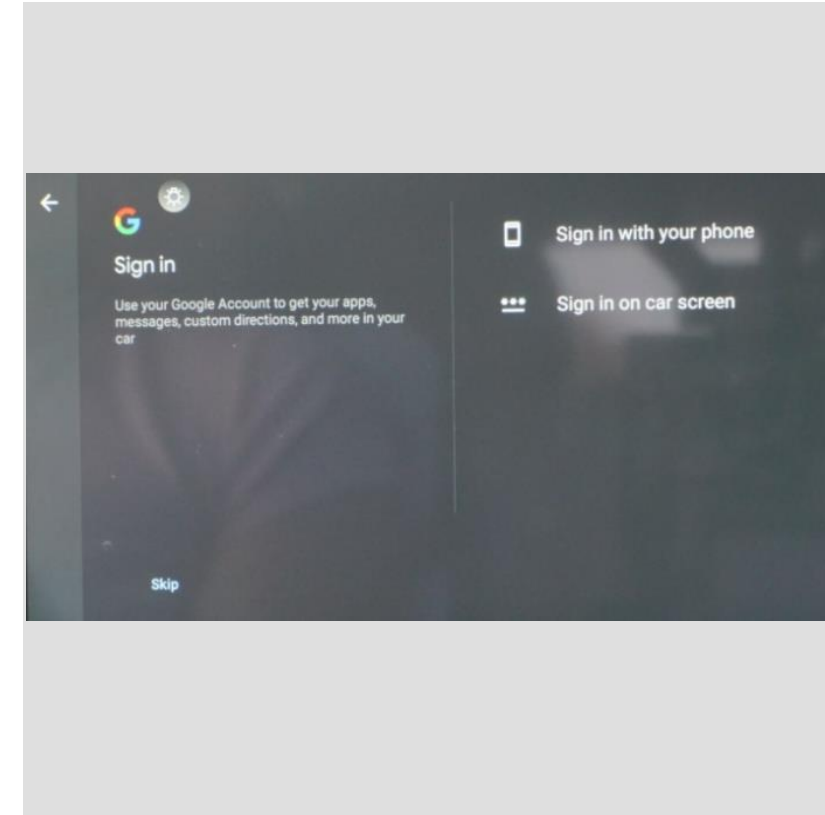 Sign in
Use your Google Account to get your apps,
messages, custom directions, and more in your
car
Skip
Sign in with your phone
Sign in on car screen